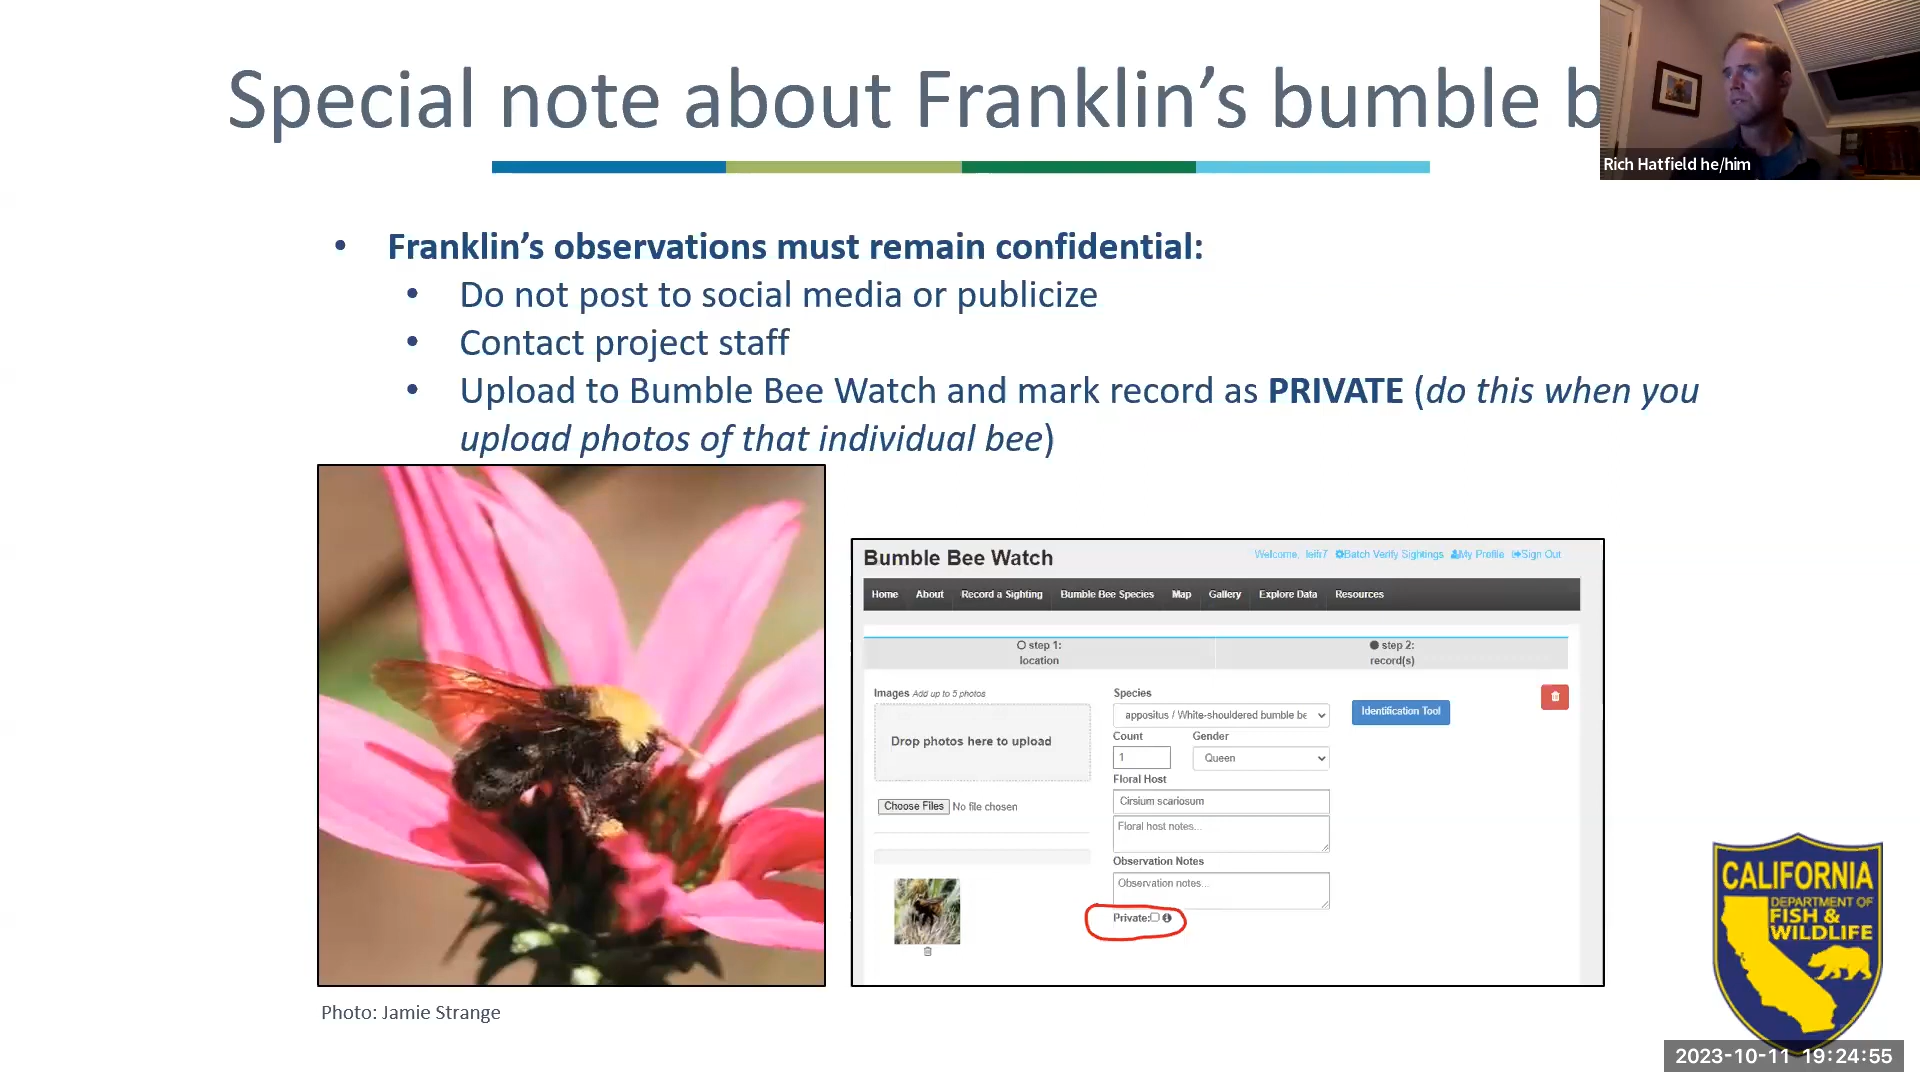 Special note about Franklin’s bumble b
Rich Hatfield he/him
• Franklin’s observations must remain confidential:
• Do not post to social media or publicize
• Contact project staff
• Upload to Bumble Bee Watch and mark record as PRIVATE (do this when you
upload photos of that individual bee)
Bumble Bee Watch
Welcome, leifr7 Batch Verify Sightings My Profile Sign Out
Home About Record a Sighting Bumble Bee Species Map Gallery Explore Data Resources
step 1:
location
step 2:
record(s)
Images Add up to 5 photos
Drop photos here to upload
Choose Files No file chosen
Species
appositus / White-shouldered bumble be
Identification Tool
Count Gender
1 Queen
Floral Host
Cirsium scariosum
Floral host notes...
Observation Notes
Observation notes...
Private:
Photo: Jamie Strange
CALIFORNIA
DEPARTMENT OF
FISH &
WILDLIFE
2023-10-11 19:24:55